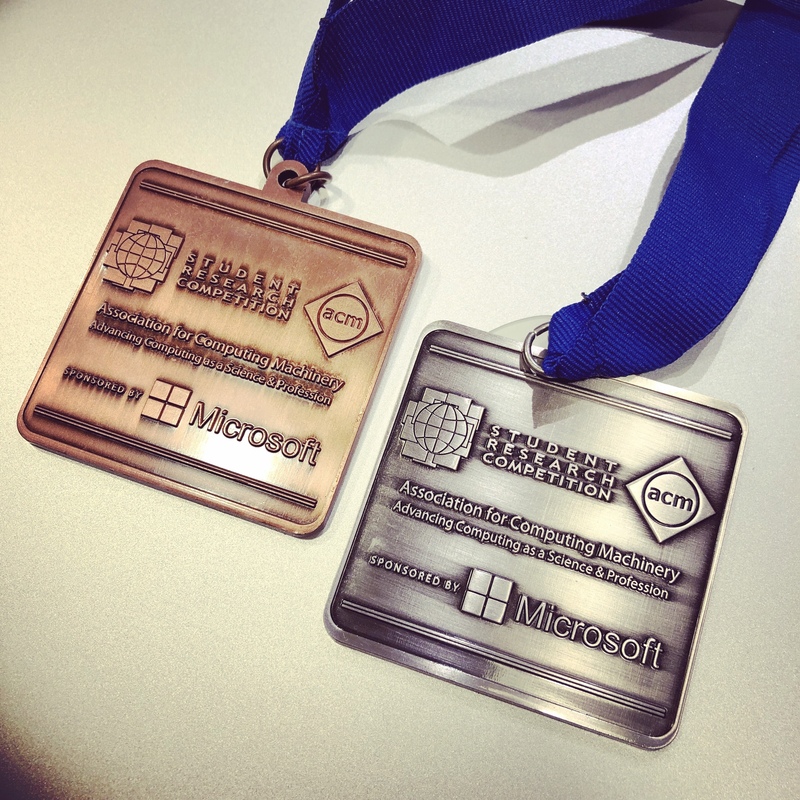 STUDENT
RESEARCH
COMPETITION
acm
Association for Computing Machinery
Advancing Computing as a Science & Profession
SPONSORED BY
Microsoft
STUDENT
RESEARCH
COMPETITION
acm
Association for Computing Machinery
Advancing Computing as a Science & Profession
SPONSORED BY
Microsoft